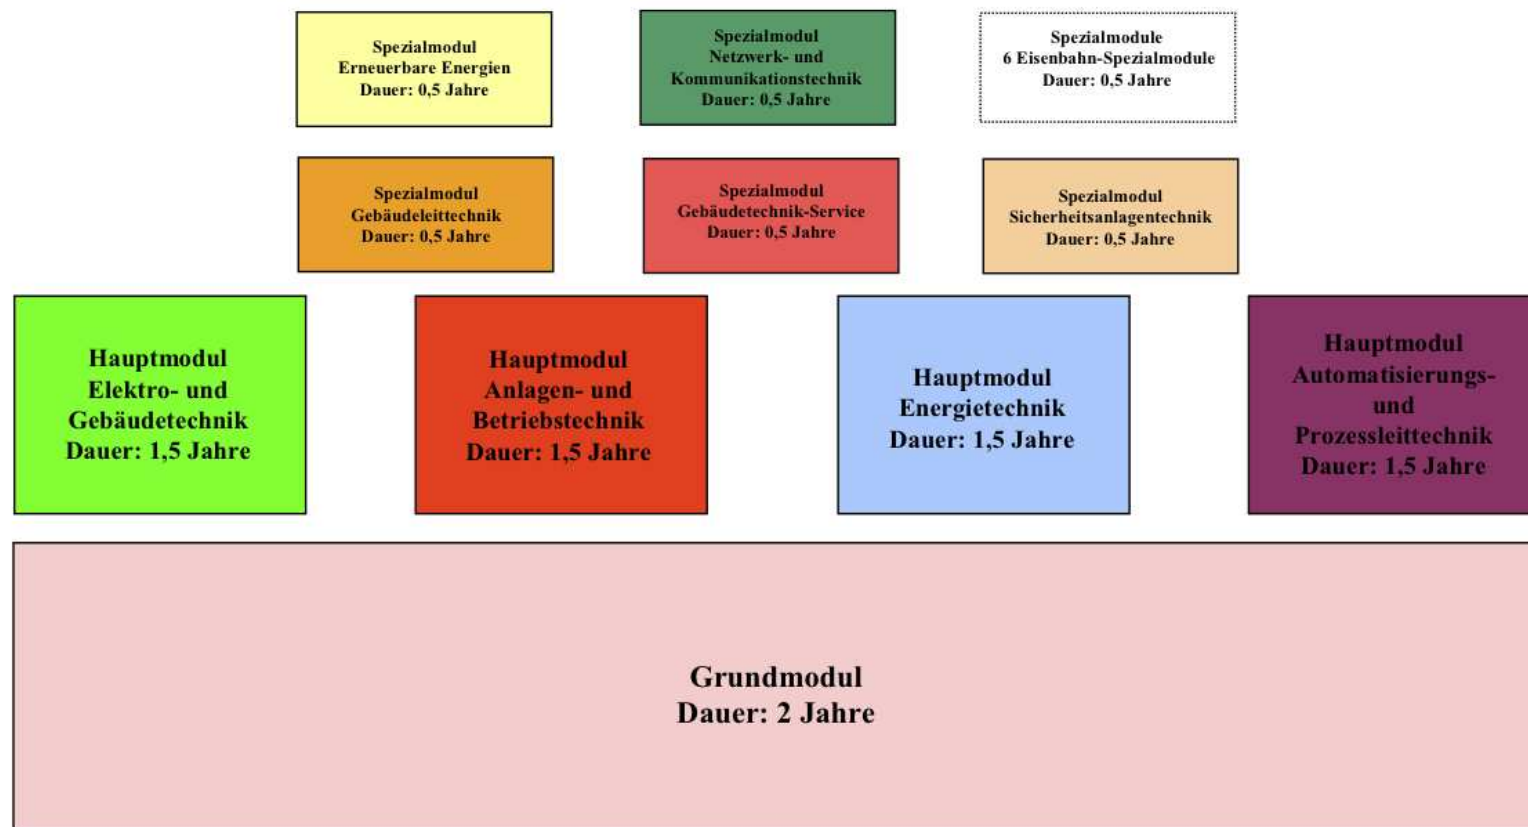 Spezialmodul
Erneuerbare Energien
Dauer: 0,5 Jahre
Spezialmodul
Netzwerk- und
Kommunikationstechnik
Dauer: 0,5 Jahre
Spezialmodule
6 Eisenbahn-Spezialmodule
Dauer: 0,5 Jahre
Spezialmodul
Gebäudeleittechnik
Dauer: 0,5 Jahre
Spezialmodul
Gebäudetechnik-Service
Dauer: 0,5 Jahre
Spezialmodul
Sicherheitsanlagentechnik
Dauer: 0,5 Jahre
Hauptmodul
Elektro- und
Gebäudetechnik
Dauer: 1,5 Jahre
Hauptmodul
Anlagen- und
Betriebstechnik
Dauer: 1,5 Jahre
Hauptmodul
Energietechnik
Dauer: 1,5 Jahre
Hauptmodul
Automatisierungs-
und
Prozessleittechnik
Dauer: 1,5 Jahre
Grundmodul
Dauer: 2 Jahre